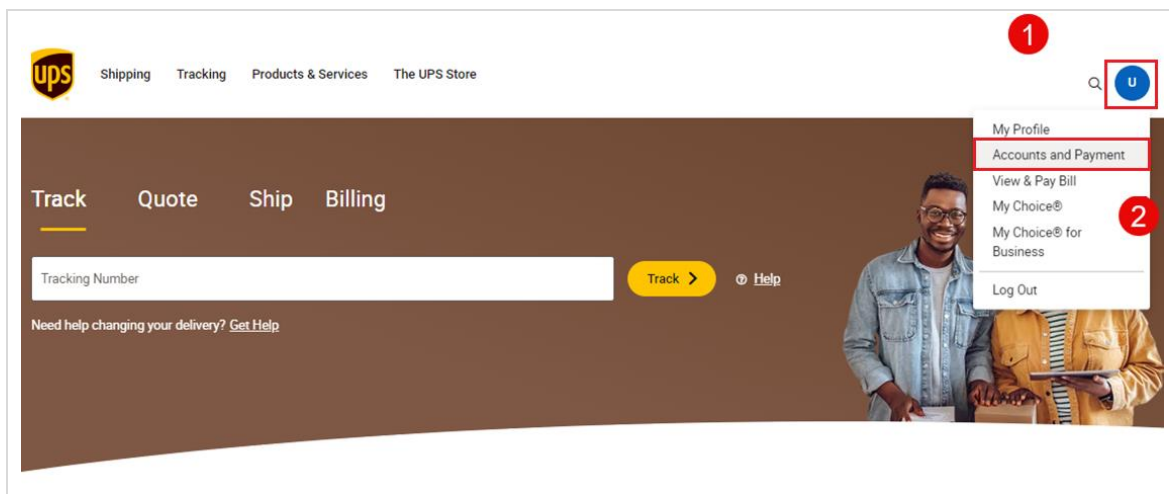 1
ups
Shipping Tracking Products & Services The UPS Store
U
My Profile
Accounts and Payment
View & Pay Bill
My Choice®
My Choice® for
Business
2
Log Out
Track Quote Ship Billing
Tracking Number
Track
Help
Need help changing your delivery? Get Help